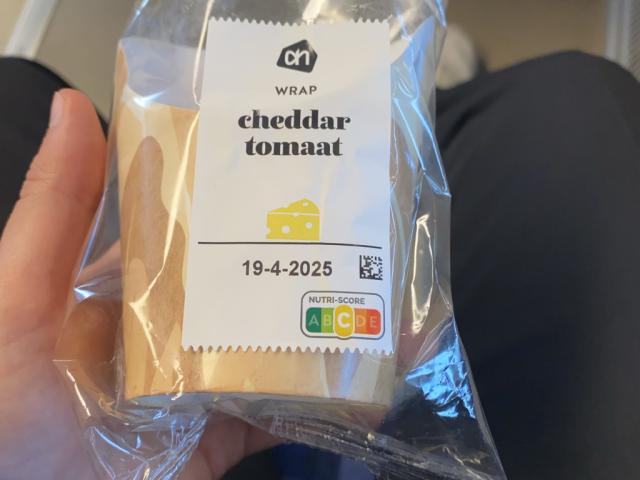 ah
WRAP
cheddar
tomaat
19-4-2025
NUTRI-SCORE
A B C D E